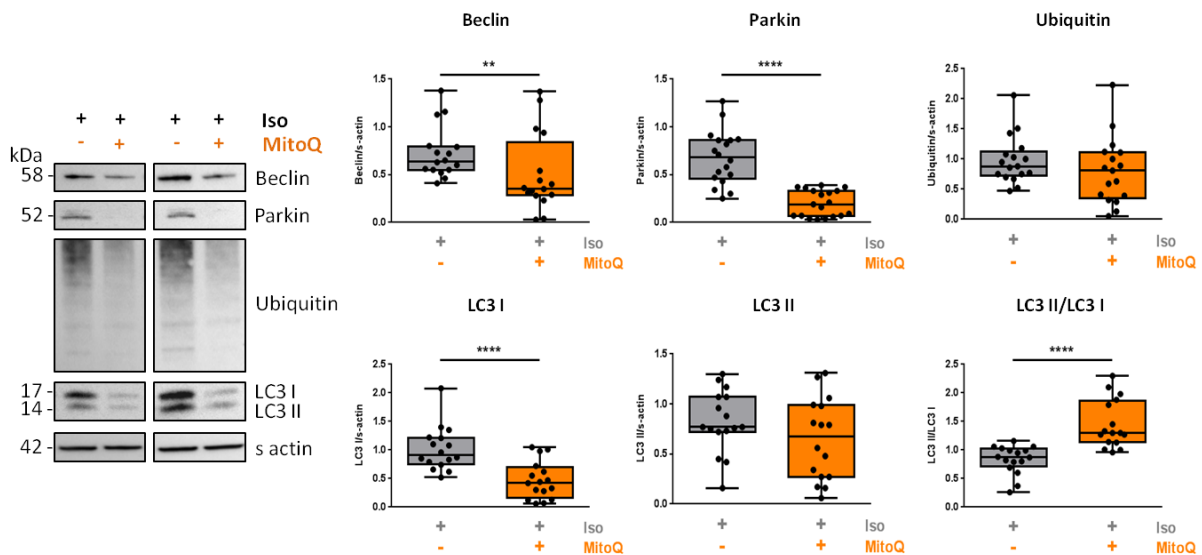 Beclin Parkin Ubiquitin
+ + + + Iso
- + - + MitoQ
kDa
58 - Beclin
52 - Parkin
Ubiquitin
17 - LC3 I
14 - LC3 II
42 - s actin
Beclin/s-actin
1.5
1.0
0.5
0.0
**
+ + Iso
- + MitoQ
Parkin/s-actin
1.5
1.0
0.5
0.0
****
+ + Iso
- + MitoQ
Ubiquitin/s-actin
2.5
2.0
1.5
1.0
0.5
0.0
+ + Iso
- + MitoQ
LC3 I LC3 II LC3 II/LC3 I
LC3 I/s-actin
2.5
2.0
1.5
1.0
0.5
0.0
****
+ + Iso
- + MitoQ
LC3 II/s-actin
1.5
1.0
0.5
0.0
+ + Iso
- + MitoQ
LC3 II/LC3 I
2.5
2.0
1.5
1.0
0.5
0.0
****
+ + Iso
- + MitoQ